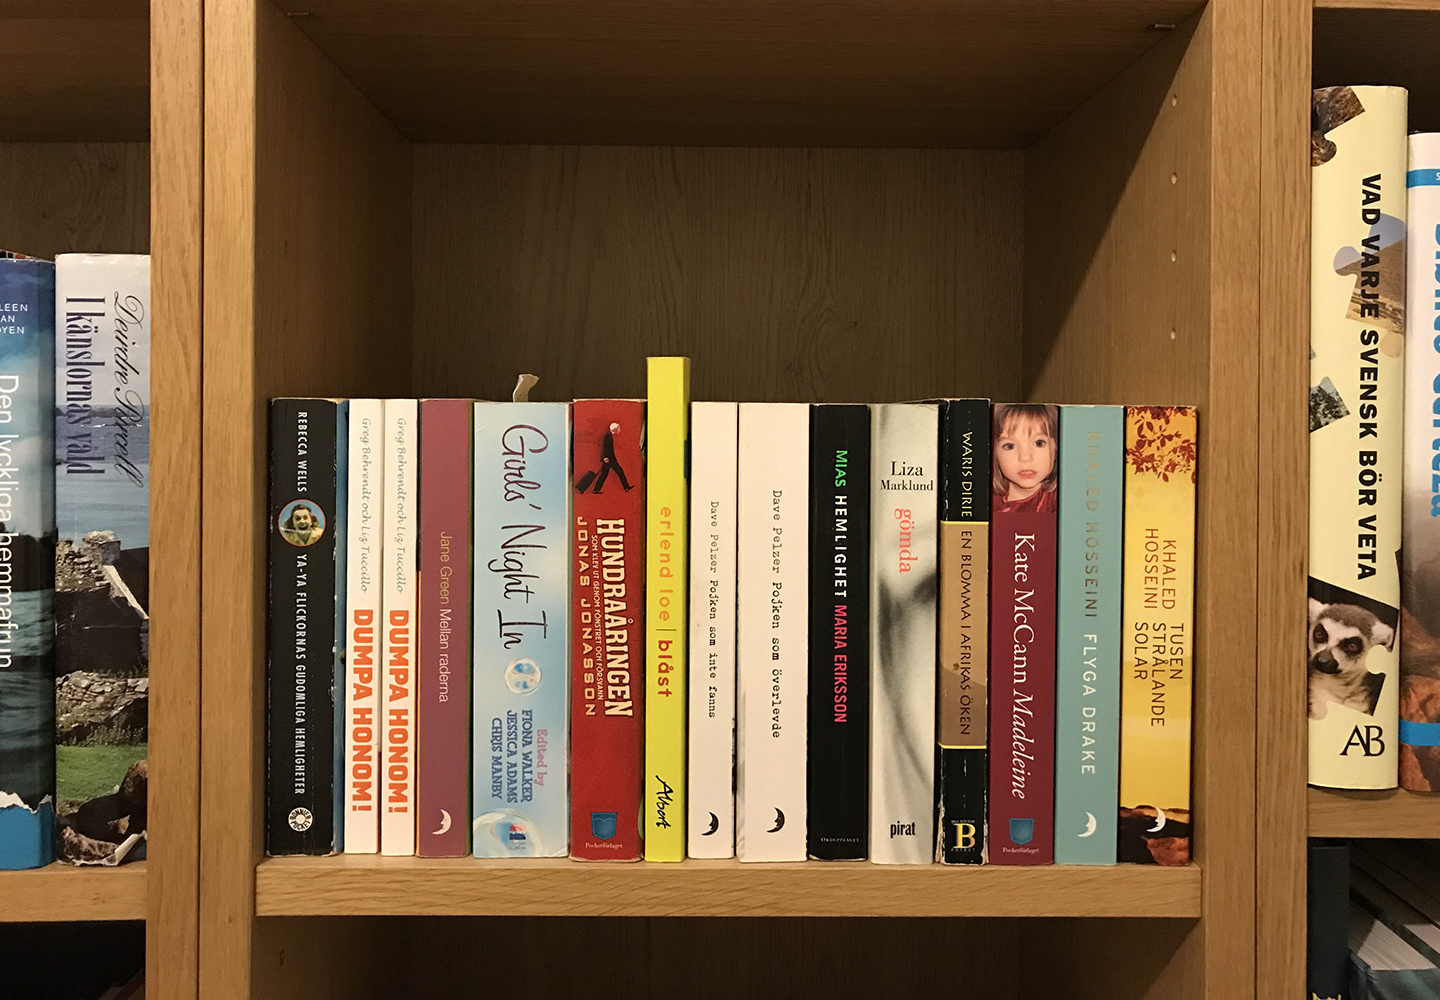 Den lyckliga hemmafrun
Deirdre Purcell
I känslornas våld
REBECCA WELLS
YA-YA FLICKORNAS GUDOMLIGA HEMLIGHETER
Greg Behrendt och Liz Tuccillo
DUMPA HONOM!
Greg Behrendt och Liz Tuccillo
DUMPA HONOM!
Jane Green Mellan raderna
Girls' Night In
Edited by
FIONA WALKER
JESSICA ADAMS
CHRIS MANBY
HUNDRAÅRINGEN
SOM KLEV UT GENOM FÖNSTRET OCH FÖRSVANN
JONAS JONASSON
Pocketförlaget
erlend loe | blåst
Albert
Dave Pelzer Pojken som inte fanns
Dave Pelzer Pojken som överlevde
MIAS HEMLIGHET MARIA ERIKSSON
ORDUPPLAGET
Liza
Marklund
gömda
pirat
WARIS DIRIE
EN BLOMMA I AFRIKAS ÖKEN
B
POCKET
Kate McCann Madeleine
Pocketförlaget
KHALED HOSSEINI FLYGA DRAKE
KHALED
HOSSEINI
TUSEN
STRÅLANDE
SOLAR
VAD VARJE SVENSK BÖR VETA
AB